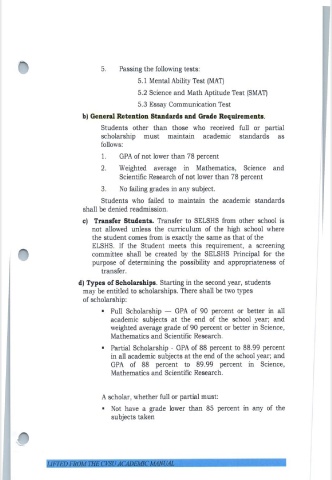 5. Passing the following tests:
5.1 Mental Ability Test (MAT)
5.2 Science and Math Aptitude Test (SMAT)
5.3 Essay Communication Test
b) General Retention Standards and Grade Requirements.
Students other than those who received full or partial
scholarship must maintain academic standards as
follows:
1. GPA of not lower than 78 percent
2. Weighted average in Mathematics, Science and
Scientific Research of not lower than 78 percent
3. No failing grades in any subject.
Students who failed to maintain the academic standards
shall be denied readmission.
c) Transfer Students. Transfer to SELSHS from other school is
not allowed unless the curriculum of the high school where
the student comes from is exactly the same as that of the
ELSHS. If the Student meets this requirement, a screening
committee shall be created by the SELSHS Principal for the
purpose of determining the possibility and appropriateness of
transfer.
d) Types of Scholarships. Starting in the second year, students
may be entitled to scholarships. There shall be two types
of scholarship:
• Full Scholarship — GPA of 90 percent or better in all
academic subjects at the end of the school year; and
weighted average grade of 90 percent or better in Science,
Mathematics and Scientific Research
• Partial Scholarship - GPA of 88 percent to 88.99 percent
in all academic subjects at the end of the school year; and
GPA of 88 percent to 89.99 percent in Science,
Mathematics and Scientific Research.
A scholar, whether full or partial must:
• Not have a grade lower than 85 percent in any of the
subjects taken
LIFTED FROM THE CVSU ACADEMIC MANUAL